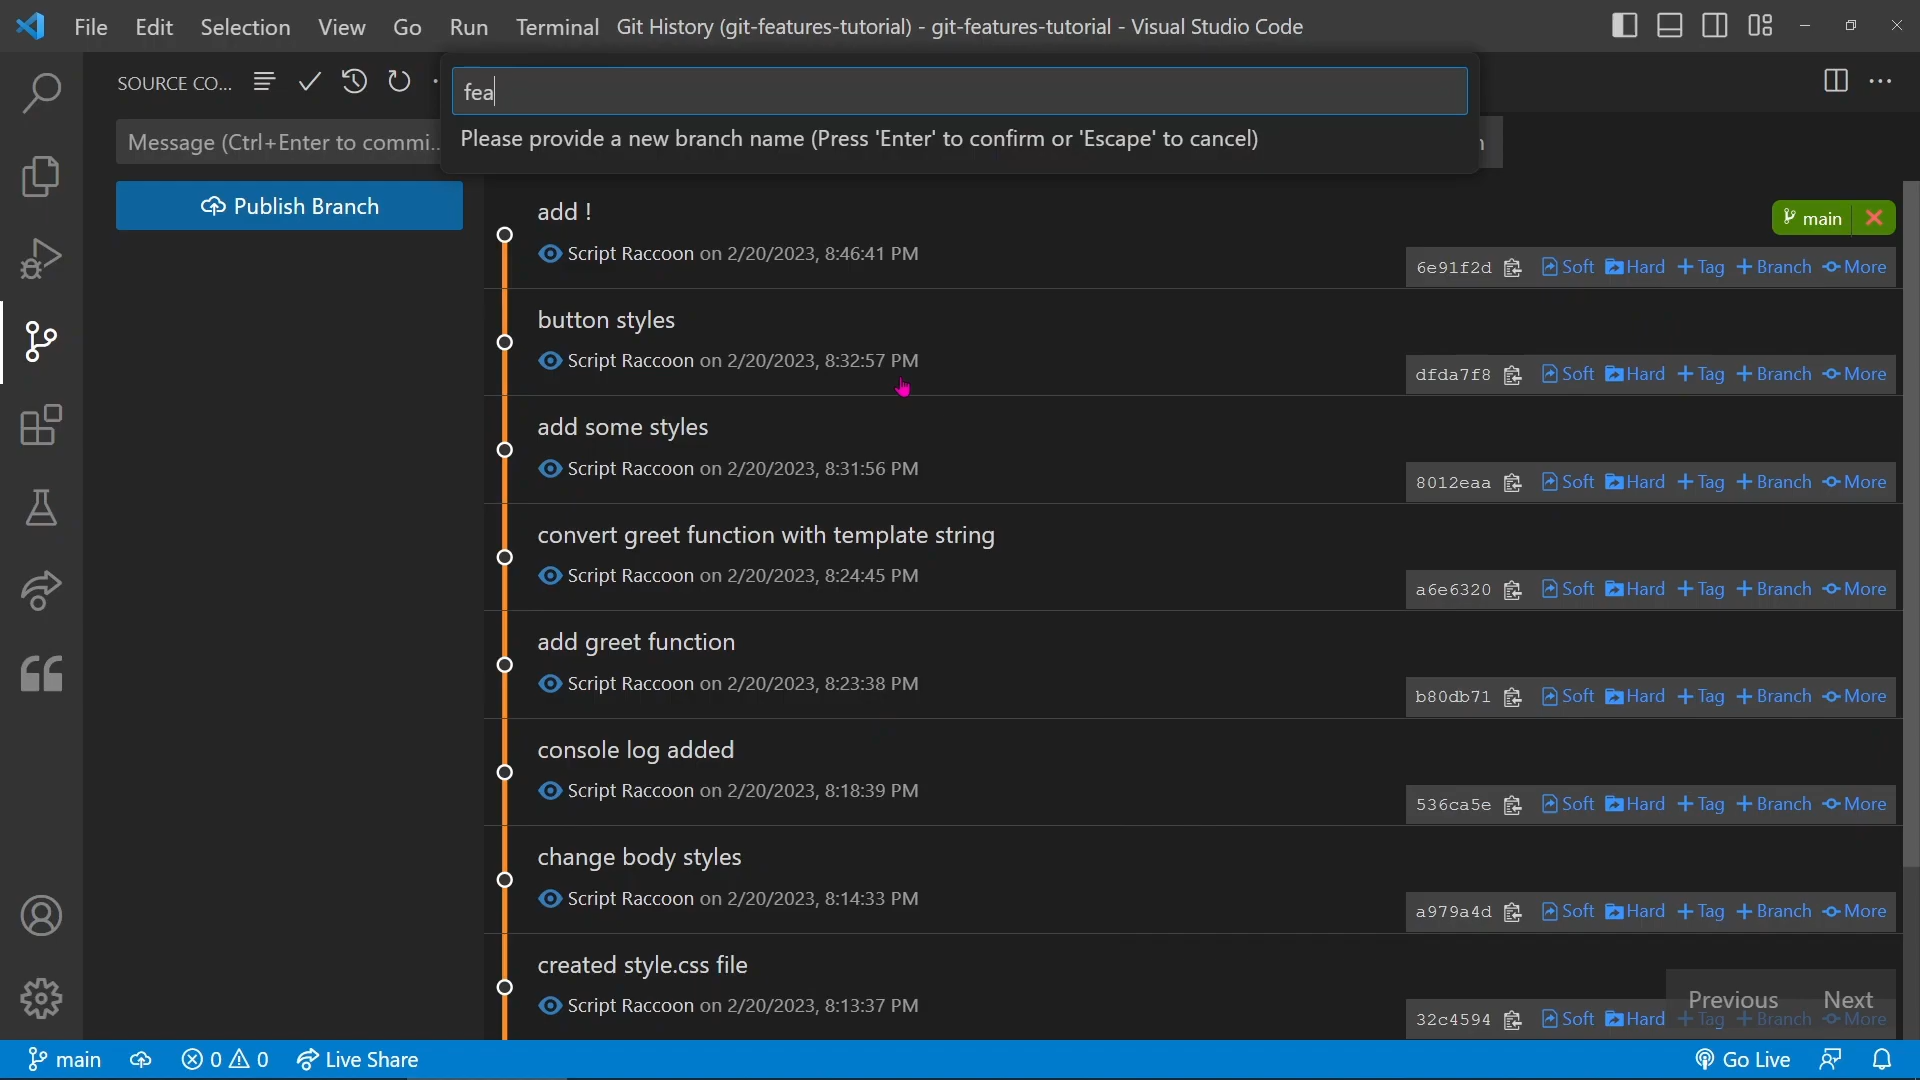 File Edit Selection View Go Run Terminal Git History (git-features-tutorial) - git-features-tutorial - Visual Studio Code
SOURCE CO...
fea
Message (Ctrl+Enter to commi...
Please provide a new branch name (Press 'Enter' to confirm or 'Escape' to cancel)
Publish Branch
add !
main
Script Raccoon on 2/20/2023, 8:46:41 PM
6e91f2d Soft Hard +Tag +Branch More
button styles
Script Raccoon on 2/20/2023, 8:32:57 PM
dfda7f8 Soft Hard +Tag +Branch More
add some styles
Script Raccoon on 2/20/2023, 8:31:56 PM
8012eaa Soft Hard +Tag +Branch More
convert greet function with template string
Script Raccoon on 2/20/2023, 8:24:45 PM
a6e6320 Soft Hard +Tag +Branch More
add greet function
Script Raccoon on 2/20/2023, 8:23:38 PM
b80db71 Soft Hard +Tag +Branch More
console log added
Script Raccoon on 2/20/2023, 8:18:39 PM
536ca5e Soft Hard +Tag +Branch More
change body styles
Script Raccoon on 2/20/2023, 8:14:33 PM
a979a4d Soft Hard +Tag +Branch More
created style.css file
Script Raccoon on 2/20/2023, 8:13:37 PM
Previous Next
32c4594 Soft Hard +Tag +Branch More
main 0 0 Live Share Go Live